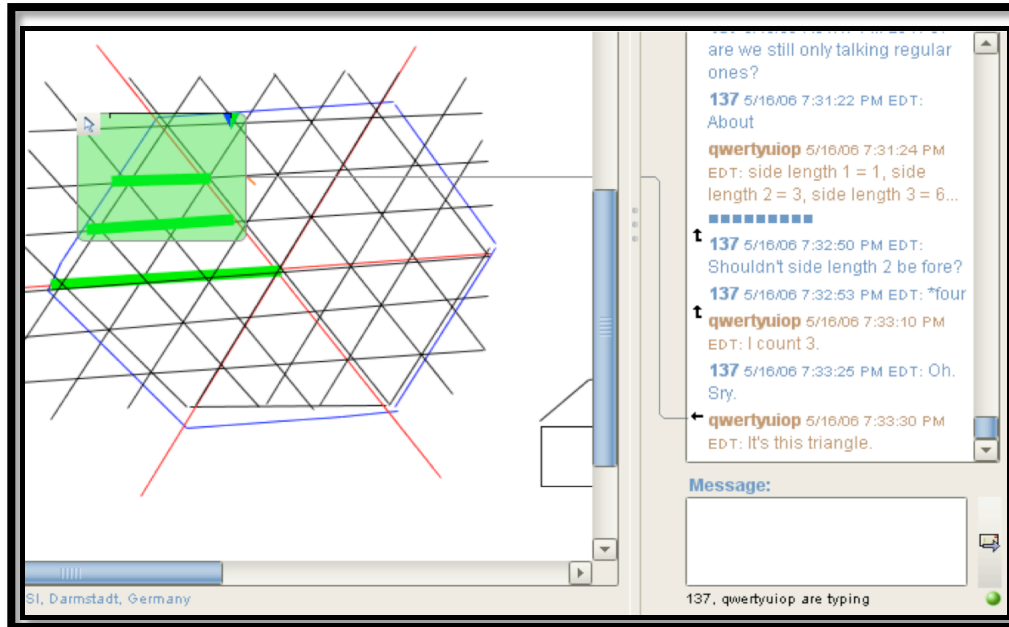 are we still only talking regular
ones?
137 5/16/06 7:31:22 PM EDT:
About
qwertyuiop 5/16/06 7:31:24 PM
EDT: side length 1 = 1, side
length 2 = 3, side length 3 = 6...
137 5/16/06 7:32:50 PM EDT:
Shouldn't side length 2 be fore?
137 5/16/06 7:32:53 PM EDT: *four
qwertyuiop 5/16/06 7:33:10 PM
EDT: I count 3.
137 5/16/06 7:33:25 PM EDT: Oh.
Sry.
qwertyuiop 5/16/06 7:33:30 PM
EDT: It's this triangle.
Message:
SI, Darmstadt, Germany
137, qwertyuiop are typing